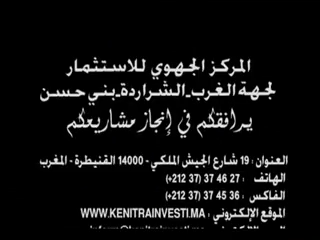 المركز الجهوي للاستثمار
لجهة الغرب-الشراردة-بني حسن
يرافقكم في إنجاز مشاريعكم
العنوان : 19 شارع الجيش الملكي - 14000 القنيطرة - المغرب
الهاتف : (+212 37) 37 46 27
الفاكس : (+212 37) 37 45 36
الموقع الإلكتروني : WWW.KENITRAINVESTI.MA